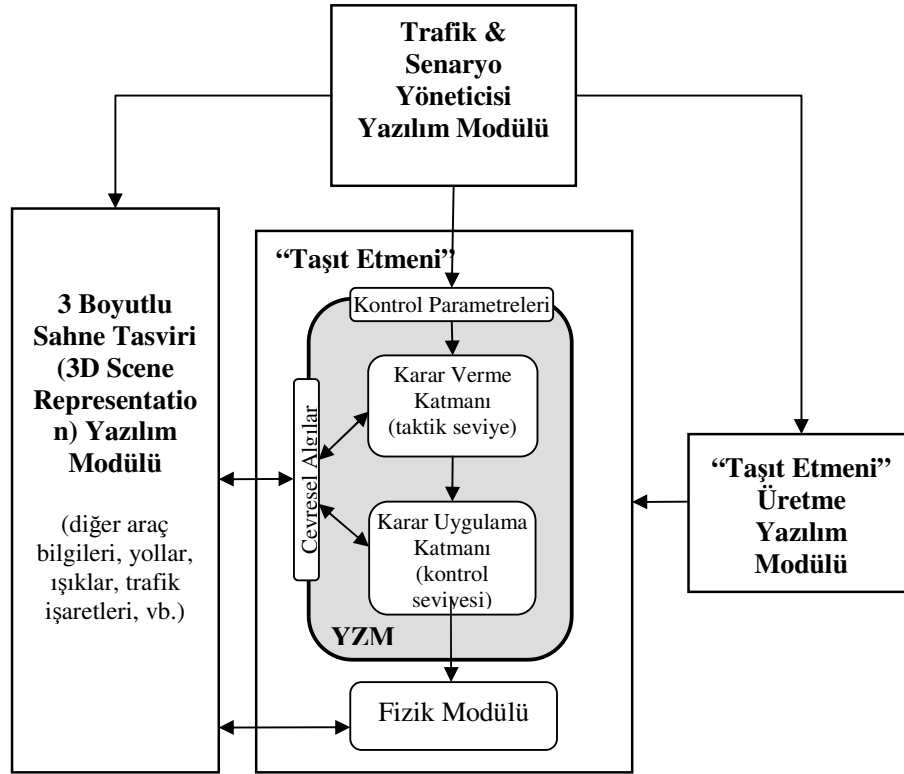 Trafik &
Senaryo
Yöneticisi
Yazılım Modülü
3 Boyutlu
Sahne Tasviri
(3D Scene
Representatio
n) Yazılım
Modülü
(diğer araç
bilgileri, yollar,
ışıklar, trafik
işaretleri, vb.)
“Taşıt Etmeni”
Kontrol Parametreleri
Karar Verme
Katmanı
(taktik seviye)
Çevresel Algılar
Karar Uygulama
Katmanı
(kontrol
seviyesi)
YZM
Fizik Modülü
“Taşıt Etmeni”
Üretme
Yazılım
Modülü